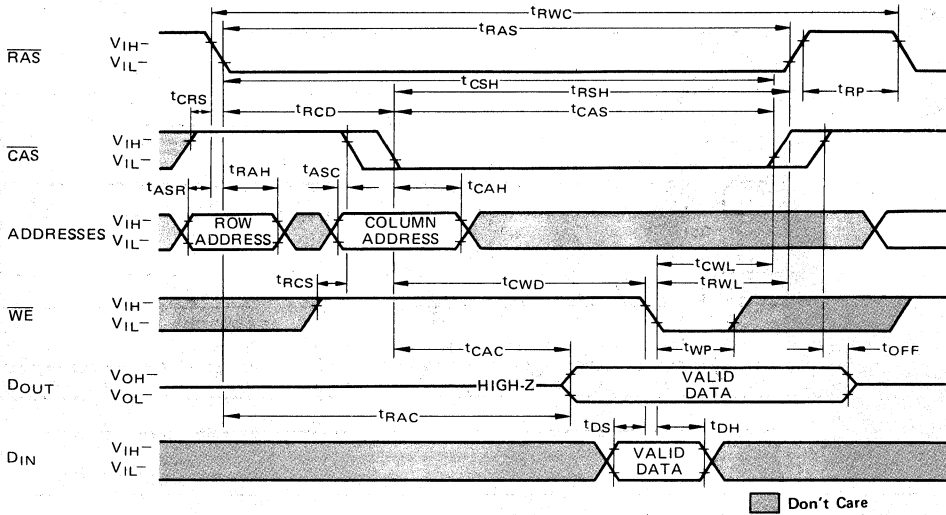 tRWC
tRAS
RAS
VIH–
VIL–
tCSH
tRSH
tCRS
tRCD
tCAS
tRP
CAS
VIH–
VIL–
tASR
tRAH
tASC
tCAH
ADDRESSES
VIH–
VIL–
ROW
ADDRESS
COLUMN
ADDRESS
tCWL
tRCS
tCWD
tRWL
WE
VIH–
VIL–
tCAC
tWP
tOFF
DOUT
VOH–
VOL–
HIGH-Z
VALID
DATA
tRAC
tDS
tDH
DIN
VIH–
VIL–
VALID
DATA
Don't Care